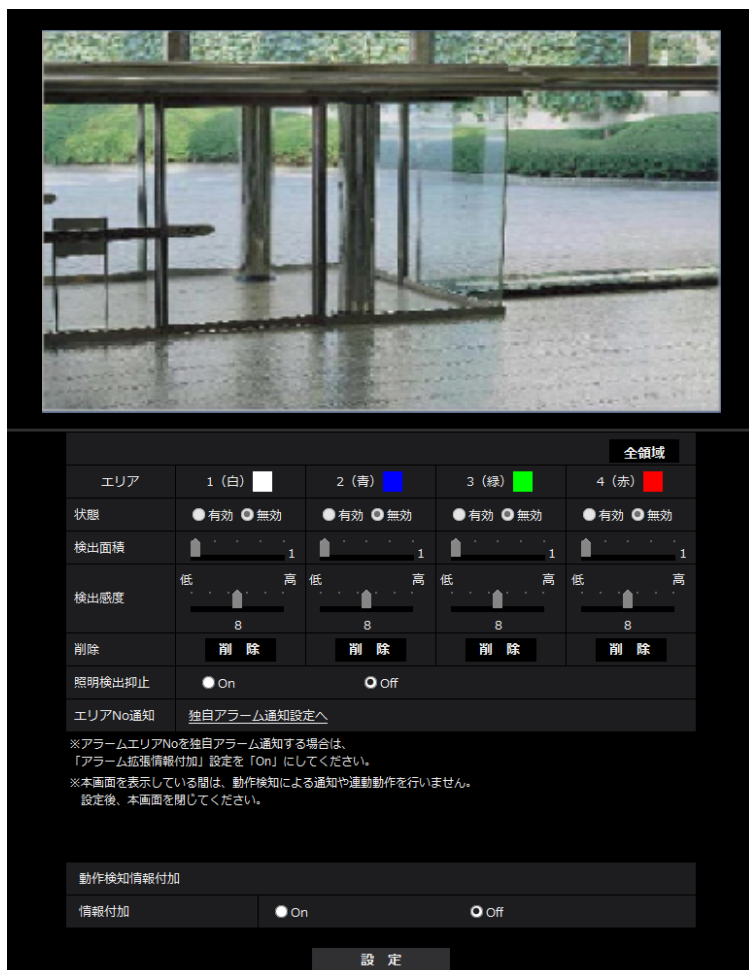 全領域
エリア 1（白） 2（青） 3（緑） 4（赤）
状態 有効 無効 有効 無効 有効 無効 有効 無効
検出面積 1 1 1 1
検出感度 低 高 低 高 低 高 低 高
8 8 8 8
削除 削 除 削 除 削 除 削 除
照明検出抑止 On Off
エリアNo通知 独自アラーム通知設定へ
※アラームエリアNoを独自アラーム通知する場合は、
「アラーム拡張情報付加」設定を「On」にしてください。
※本画面を表示している間は、動作検知による通知や連動動作を行いません。
設定後、本画面を閉じてください。
動作検知情報付加
情報付加 On Off
設 定